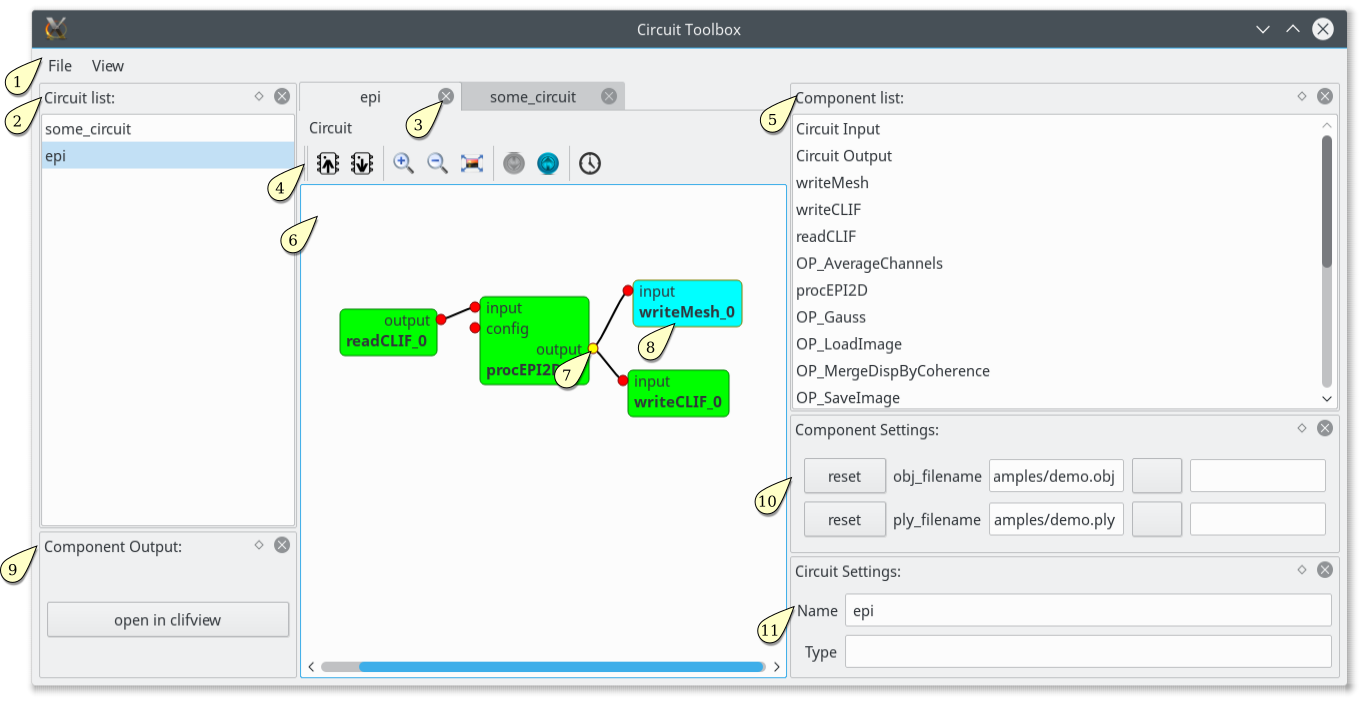 Circuit Toolbox
1
File View
2
Circuit list:
some_circuit
epi
epi
some_circuit
3
Circuit
4
6
output
readCLIF_0
input
config
output
procEPI2D
7
input
writeMesh_0
8
input
writeCLIF_0
5
Component list:
Circuit Input
Circuit Output
writeMesh
writeCLIF
readCLIF
OP_AverageChannels
procEPI2D
OP_Gauss
OP_LoadImage
OP_MergeDispByCoherence
OP_SaveImage
Component Settings:
10
reset obj_filename amples/demo.obj
reset ply_filename amples/demo.ply
9
Component Output:
open in clifview
Circuit Settings:
11
Name epi
Type